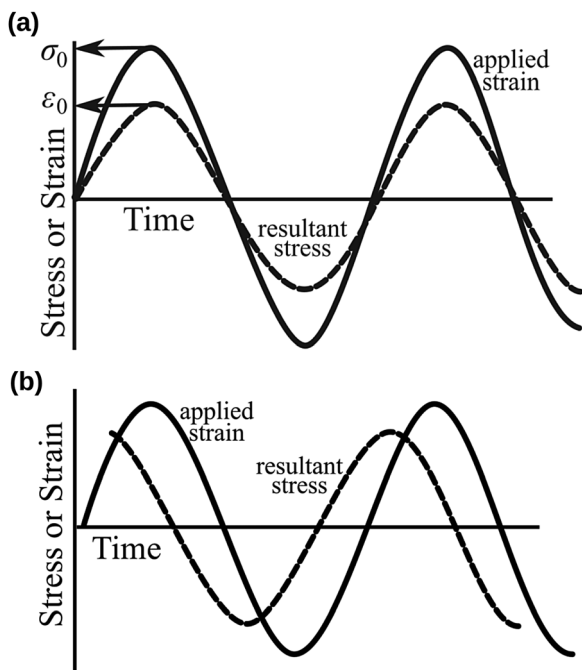 (a)
σ₀
ε₀
applied
strain
Time
resultant
stress
Stress or Strain
(b)
applied
strain
resultant
stress
Time
Stress or Strain